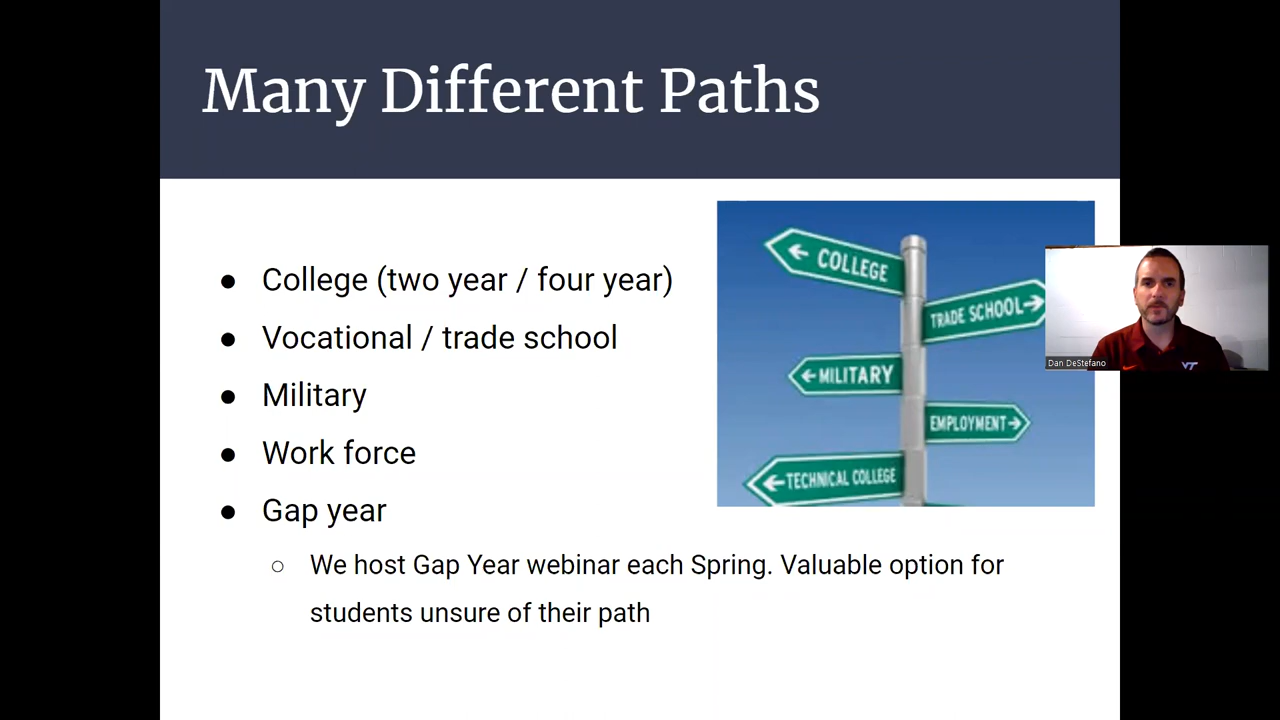 Many Different Paths
● College (two year / four year)
● Vocational / trade school
● Military
● Work force
● Gap year
○ We host Gap Year webinar each Spring. Valuable option for
students unsure of their path
← COLLEGE
TRADE SCHOOL →
← MILITARY
EMPLOYMENT →
← TECHNICAL COLLEGE
Dan DeStefano
VT